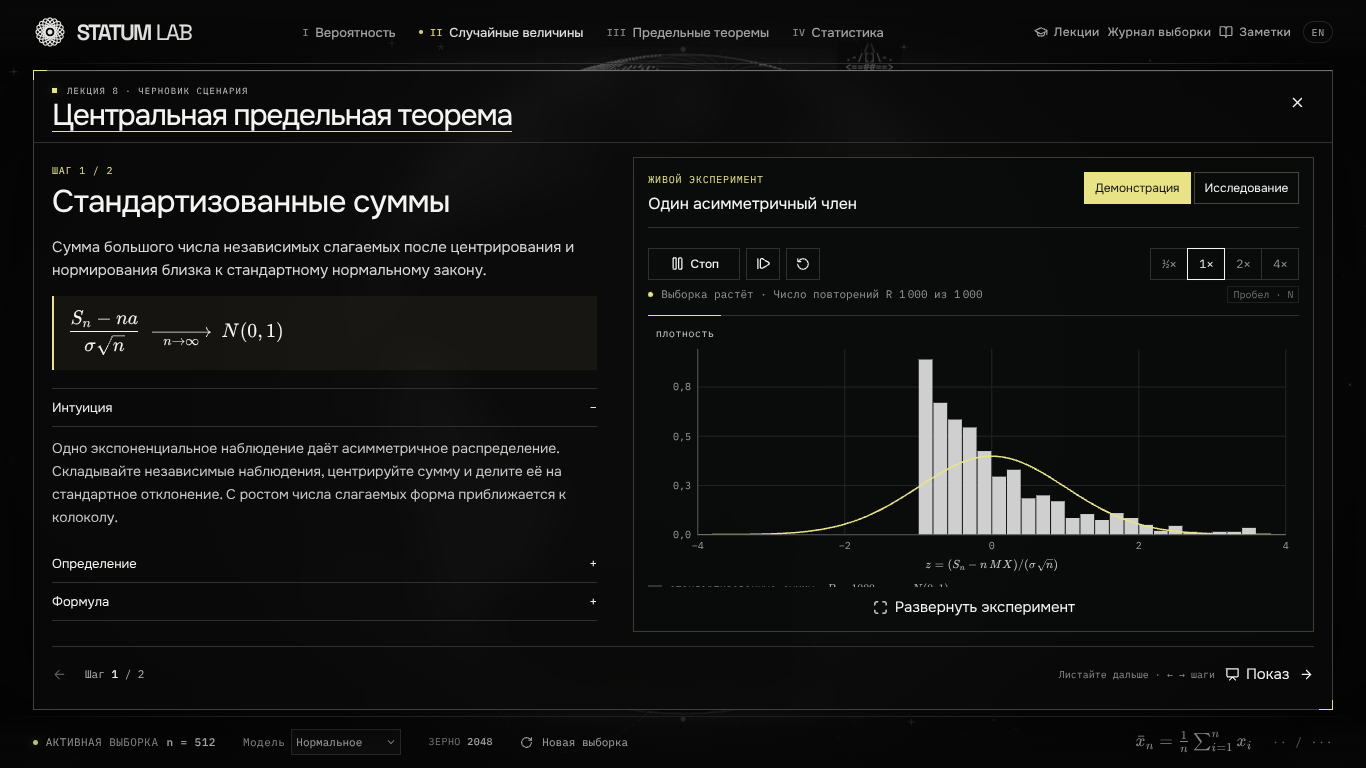 STATUM LAB
I Вероятность
II Случайные величины
III Предельные теоремы
IV Статистика
Лекции
Журнал выборки
Заметки
EN
ЛЕКЦИЯ 8 · ЧЕРНОВИК СЦЕНАРИЯ
Центральная предельная теорема
ШАГ 1 / 2
Стандартизованные суммы
Сумма большого числа независимых слагаемых после центрирования и
нормирования близка к стандартному нормальному закону.
(Sₙ − na) / (σ√n) ⟶ N(0, 1)
n→∞
Интуиция −
Одно экспоненциальное наблюдение даёт асимметричное распределение.
Складывайте независимые наблюдения, центрируйте сумму и делите её на
стандартное отклонение. С ростом числа слагаемых форма приближается к
колоколу.
Определение +
Формула +
ЖИВОЙ ЭКСПЕРИМЕНТ
Один асимметричный член
Демонстрация
Исследование
Стоп
½×
1×
2×
4×
Выборка растёт · Число повторений R 1 000 из 1 000
Пробел · N
плотность
0,8
0,5
0,3
0,0
−4
−2
0
2
4
z = (Sₙ − n MX)/(σ√n)
Развернуть эксперимент
← Шаг 1 / 2
Листайте дальше · ← → шаги
Показ →
АКТИВНАЯ ВЫБОРКА n = 512
Модель Нормальное
ЗЕРНО 2048
Новая выборка
x̄ₙ = 1/n ∑ⁿᵢ₌₁ xᵢ
·· / ···